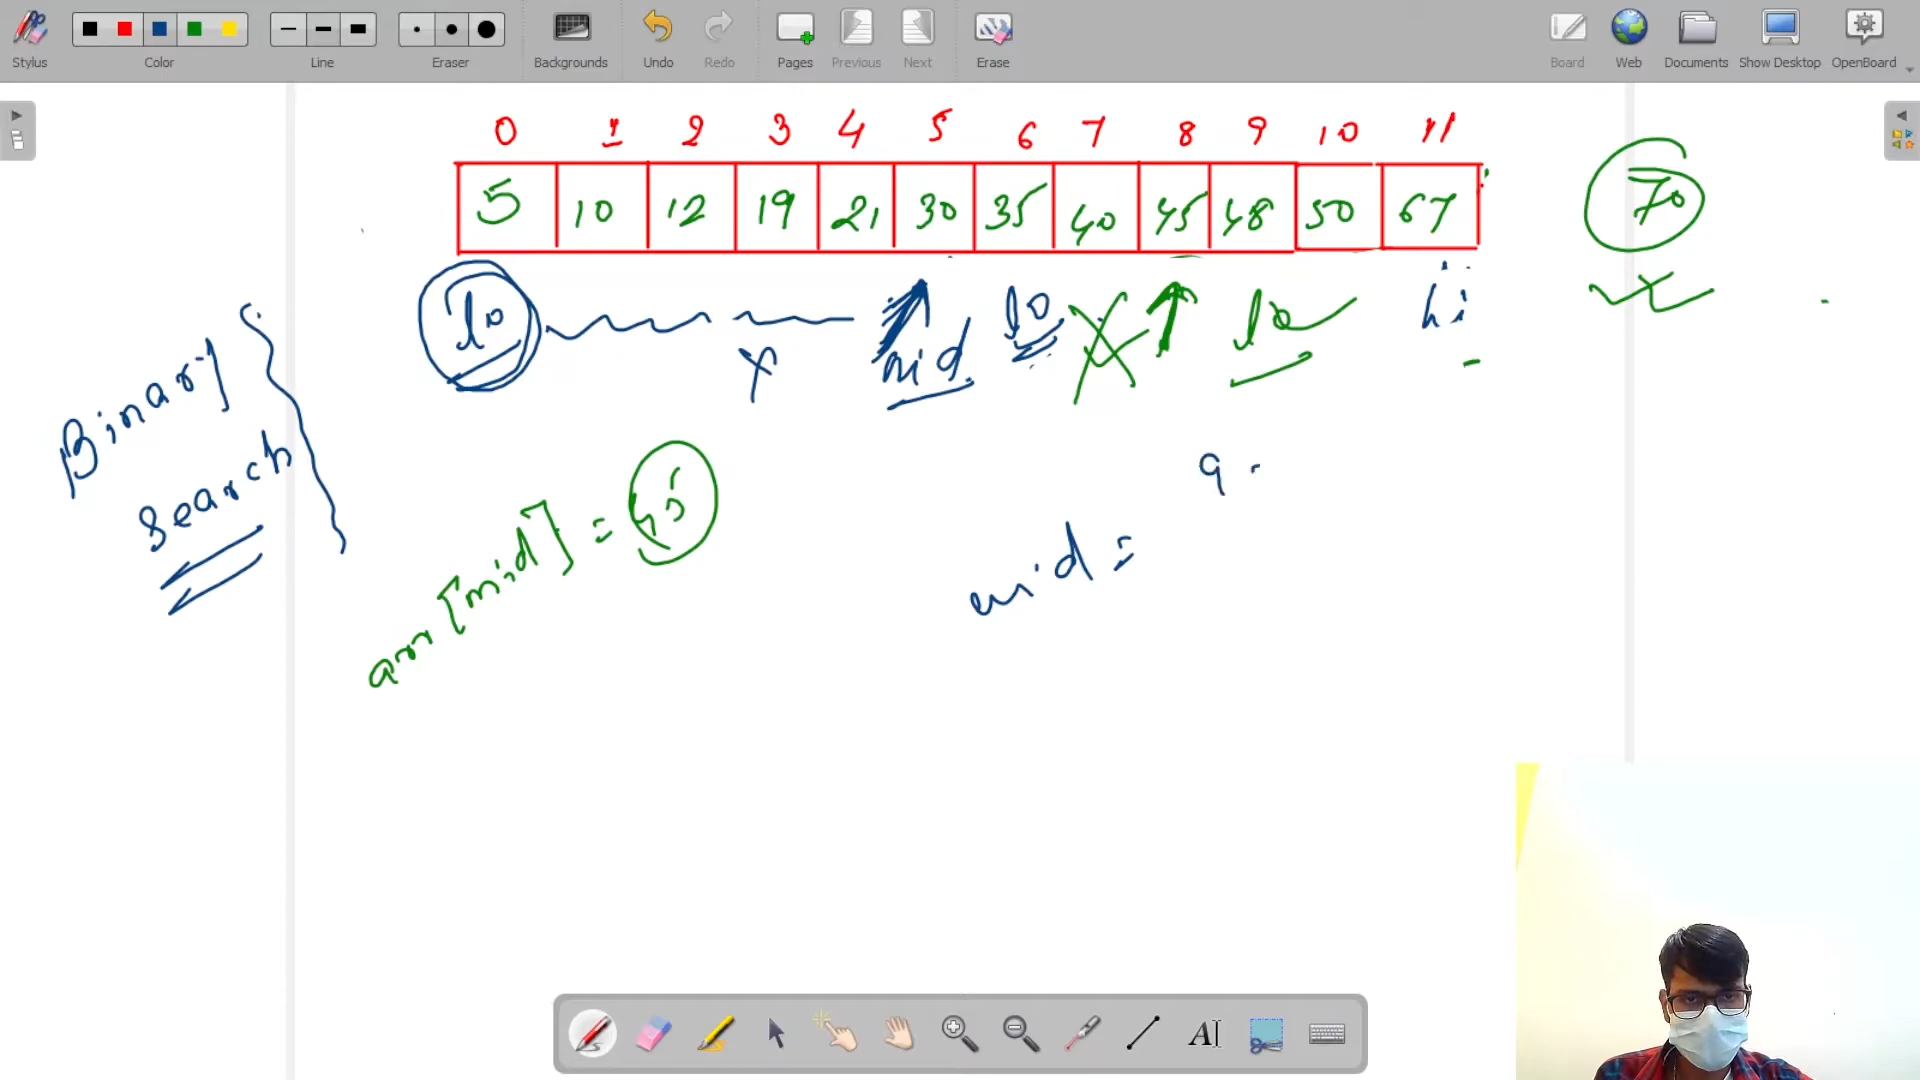 Stylus Color Line Eraser Backgrounds Undo Redo Pages Previous Next Erase Board Web Documents Show Desktop OpenBoard
0 1 2 3 4 5 6 7 8 9 10 11
5 10 12 19 21 30 35 40 45 48 50 67 70
lo mid lo lo hi
x
Binary
Search
arr[mid] = 45
9
mid =